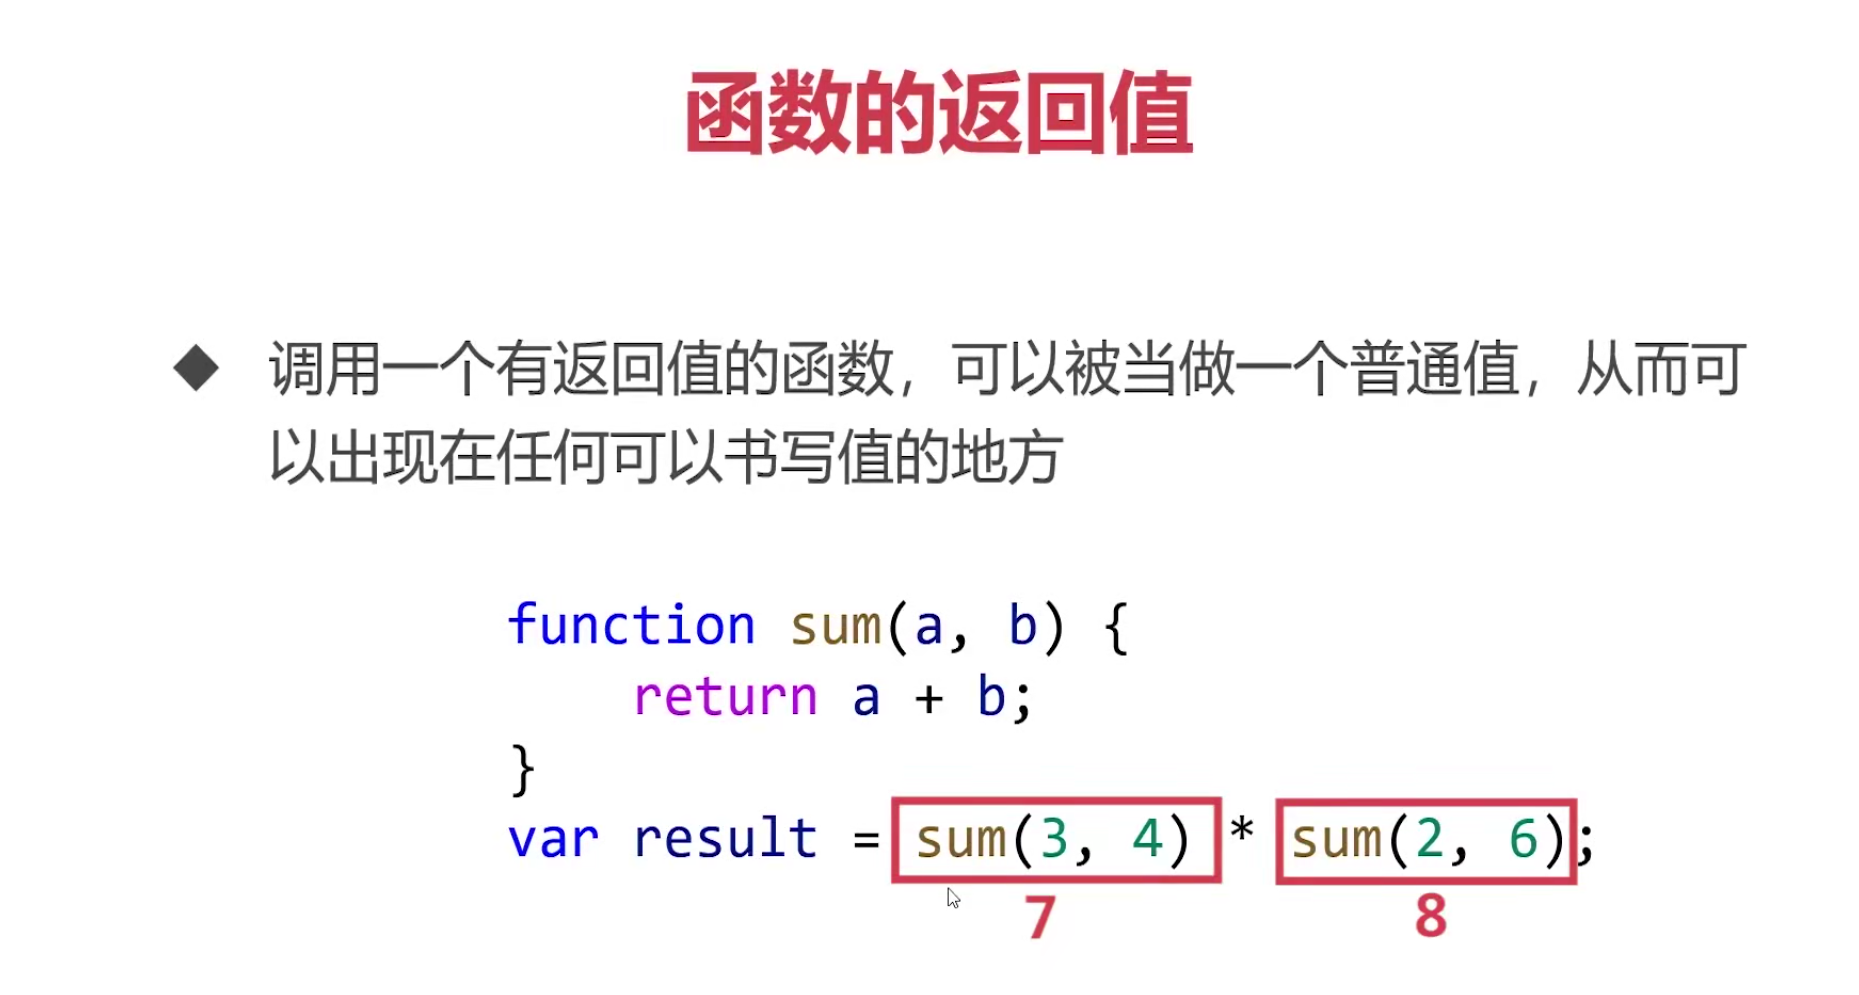 函数的返回值
◆ 调用一个有返回值的函数，可以被当做一个普通值，从而可
以出现在任何可以书写值的地方
function sum(a, b) {
    return a + b;
}
var result = sum(3, 4) * sum(2, 6);
7 8